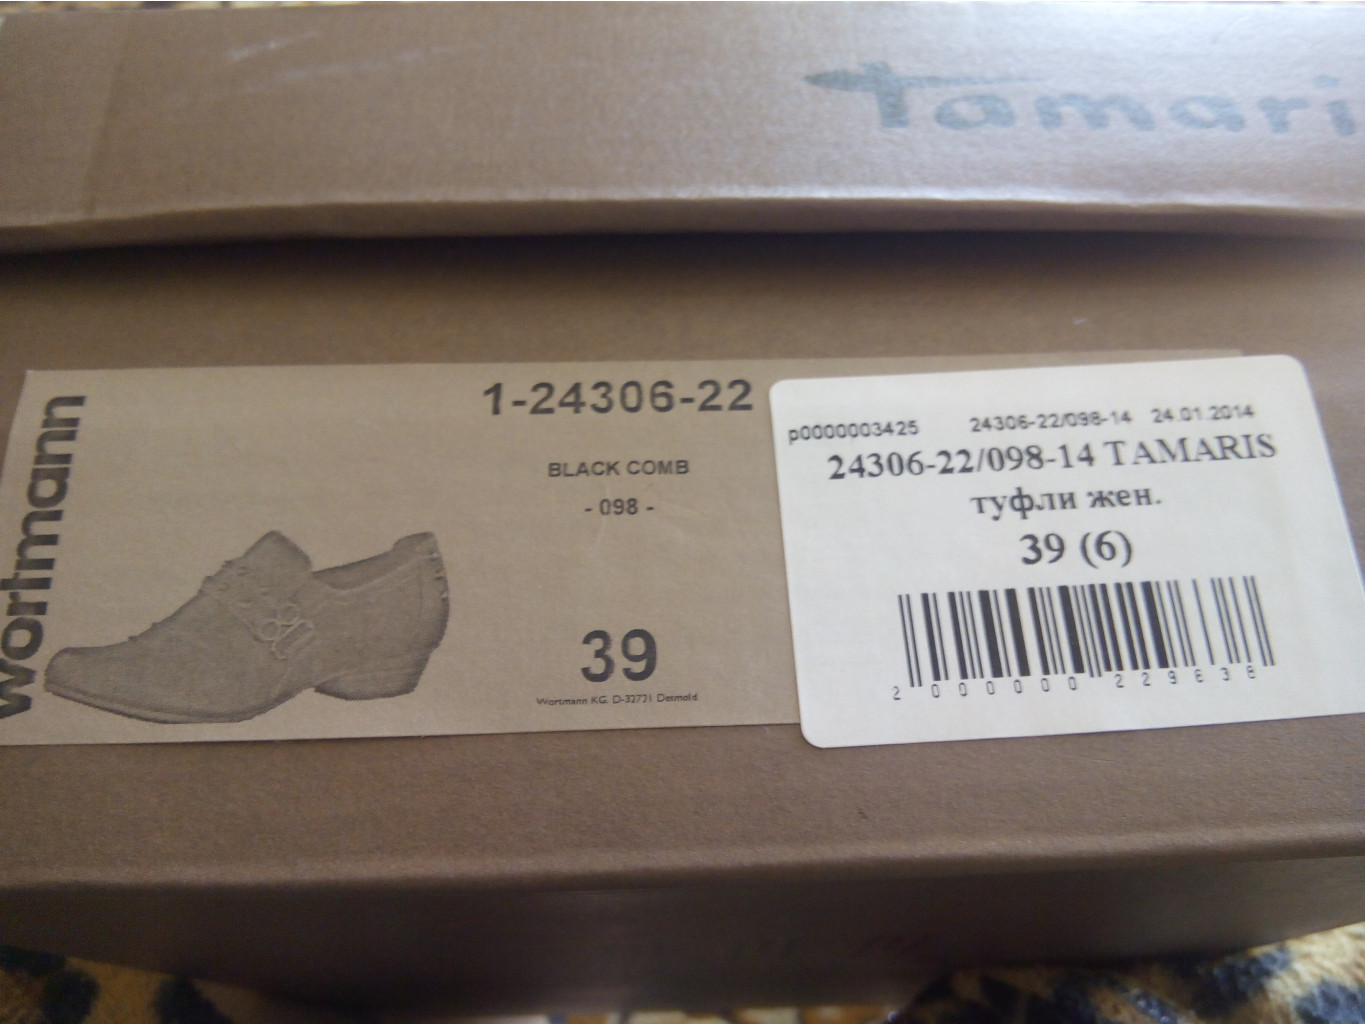 Tamari
wortmann
1-24306-22
BLACK COMB
- 098 -
39
Wortmann KG. D-32721 Detmold
p0000003425 24306-22/098-14 24.01.2014
24306-22/098-14 TAMARIS
туфли жен.
39 (6)
2 000000 229638